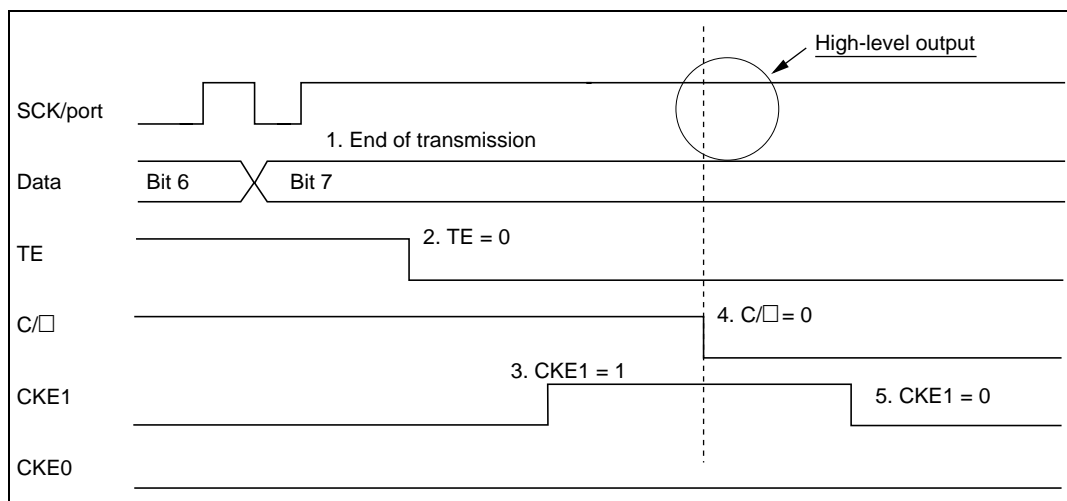 High-level output
SCK/port
1. End of transmission
Data
Bit 6
Bit 7
TE
2. TE = 0
C/□
4. C/□ = 0
3. CKE1 = 1
CKE1
5. CKE1 = 0
CKE0